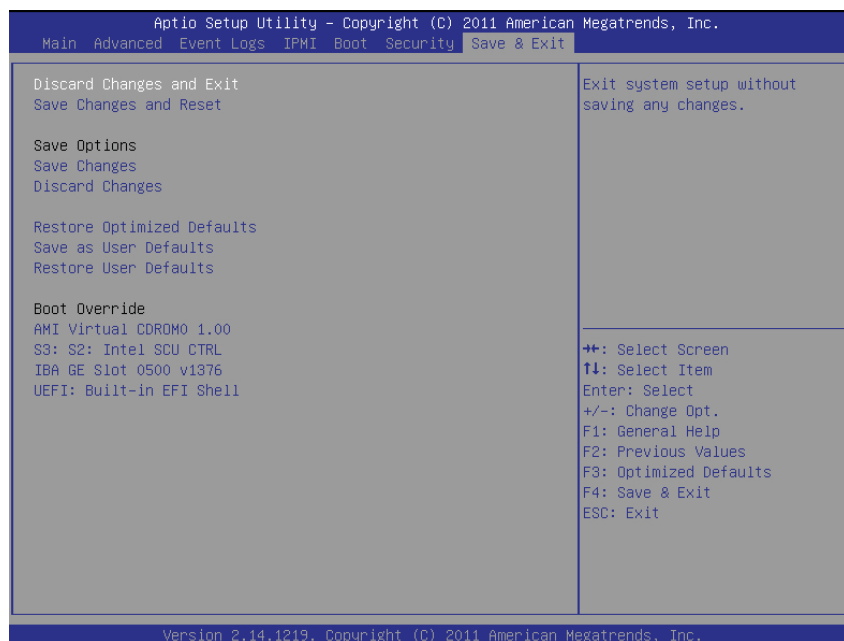 Aptio Setup Utility – Copyright (C) 2011 American Megatrends, Inc.
Main Advanced Event Logs IPMI Boot Security Save & Exit
Discard Changes and Exit
Save Changes and Reset
Save Options
Save Changes
Discard Changes
Restore Optimized Defaults
Save as User Defaults
Restore User Defaults
Boot Override
AMI Virtual CDROM0 1.00
S3: S2: Intel SCU CTRL
IBA GE Slot 0500 v1376
UEFI: Built-in EFI Shell
Exit system setup without
saving any changes.
→←: Select Screen
↑↓: Select Item
Enter: Select
+/-: Change Opt.
F1: General Help
F2: Previous Values
F3: Optimized Defaults
F4: Save & Exit
ESC: Exit
Version 2.14.1219. Copyright (C) 2011 American Megatrends, Inc.